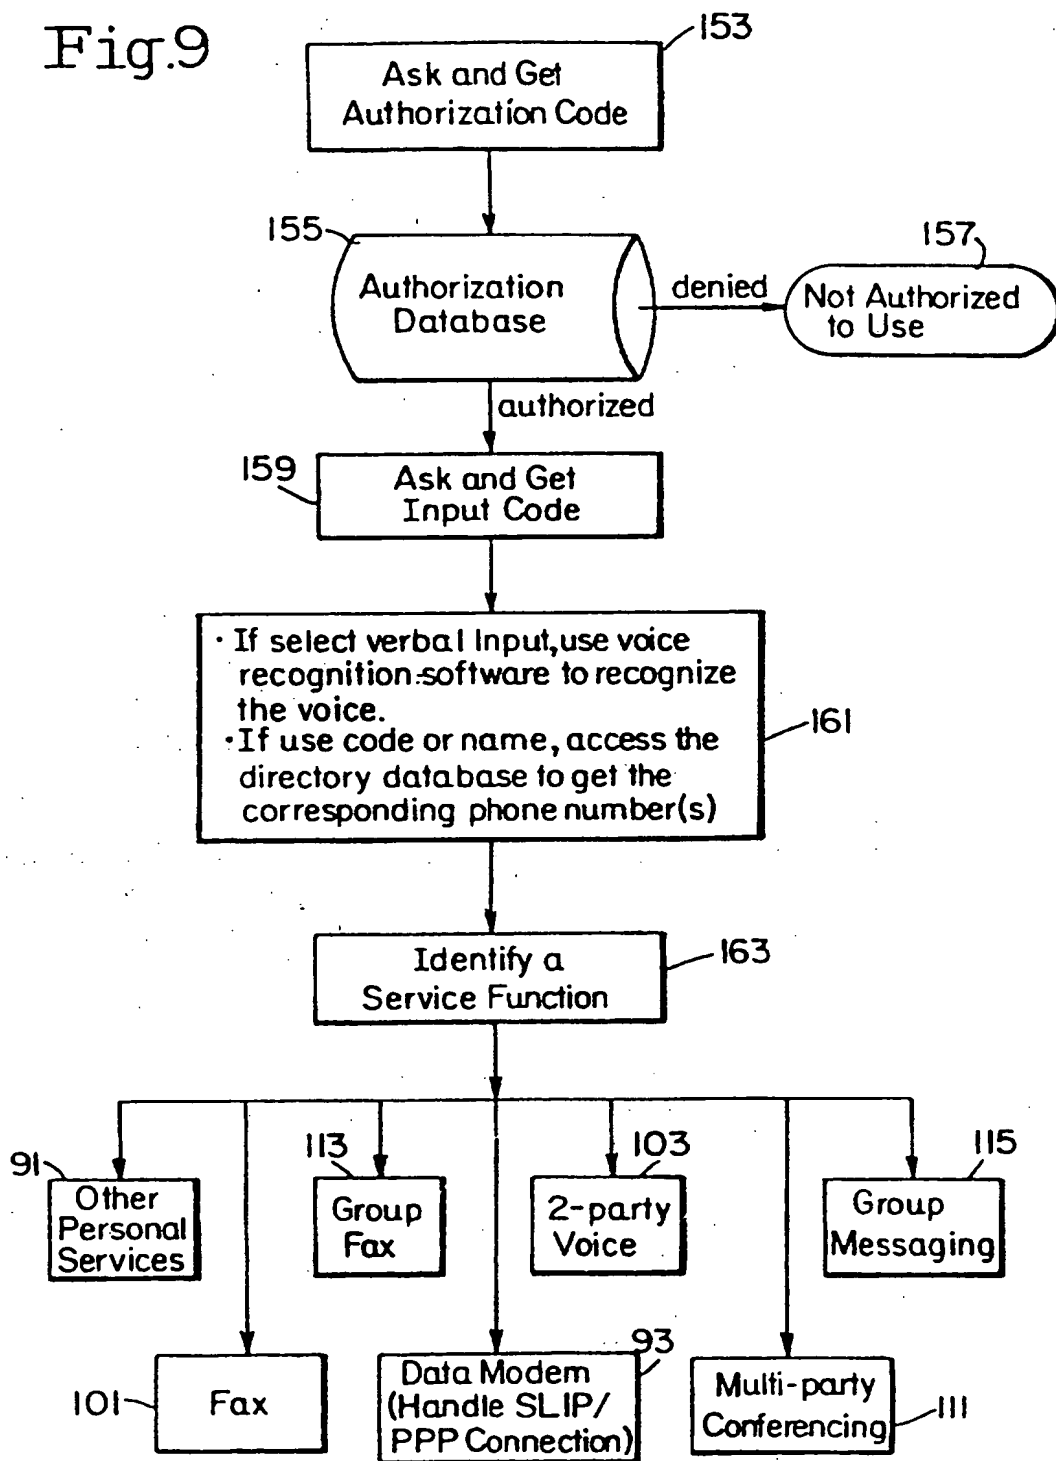 Fig.9
153
Ask and Get
Authorization Code
155
Authorization
Database
denied
157
Not Authorized
to Use
authorized
159
Ask and Get
Input Code
· If select verbal Input, use voice
recognition software to recognize
the voice.
· If use code or name, access the
directory database to get the
corresponding phone number(s)
161
Identify a
Service Function
163
91
Other
Personal
Services
113
Group
Fax
103
2-party
Voice
115
Group
Messaging
101
Fax
93
Data Modem
(Handle SLIP/
PPP Connection)
Multi-party
Conferencing
111